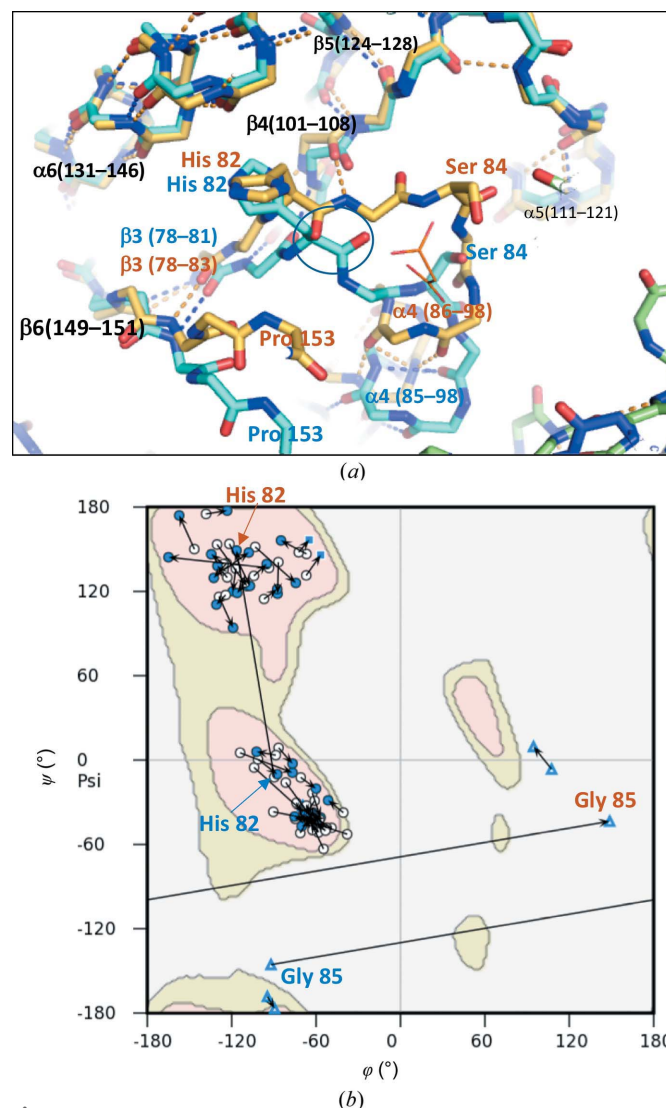 β5(124–128)
β4(101–108)
α6(131–146)
His 82
His 82
Ser 84
α5(111–121)
β3 (78–81)
β3 (78–83)
Ser 84
β6(149–151)
α4 (86–98)
Pro 153
α4 (85–98)
Pro 153
(a)
His 82
180
120
60
0
-60
-120
-180
ψ (°)
Psi
His 82
Gly 85
Gly 85
-180 -120 -60 0 60 120 180
φ (°)
(b)